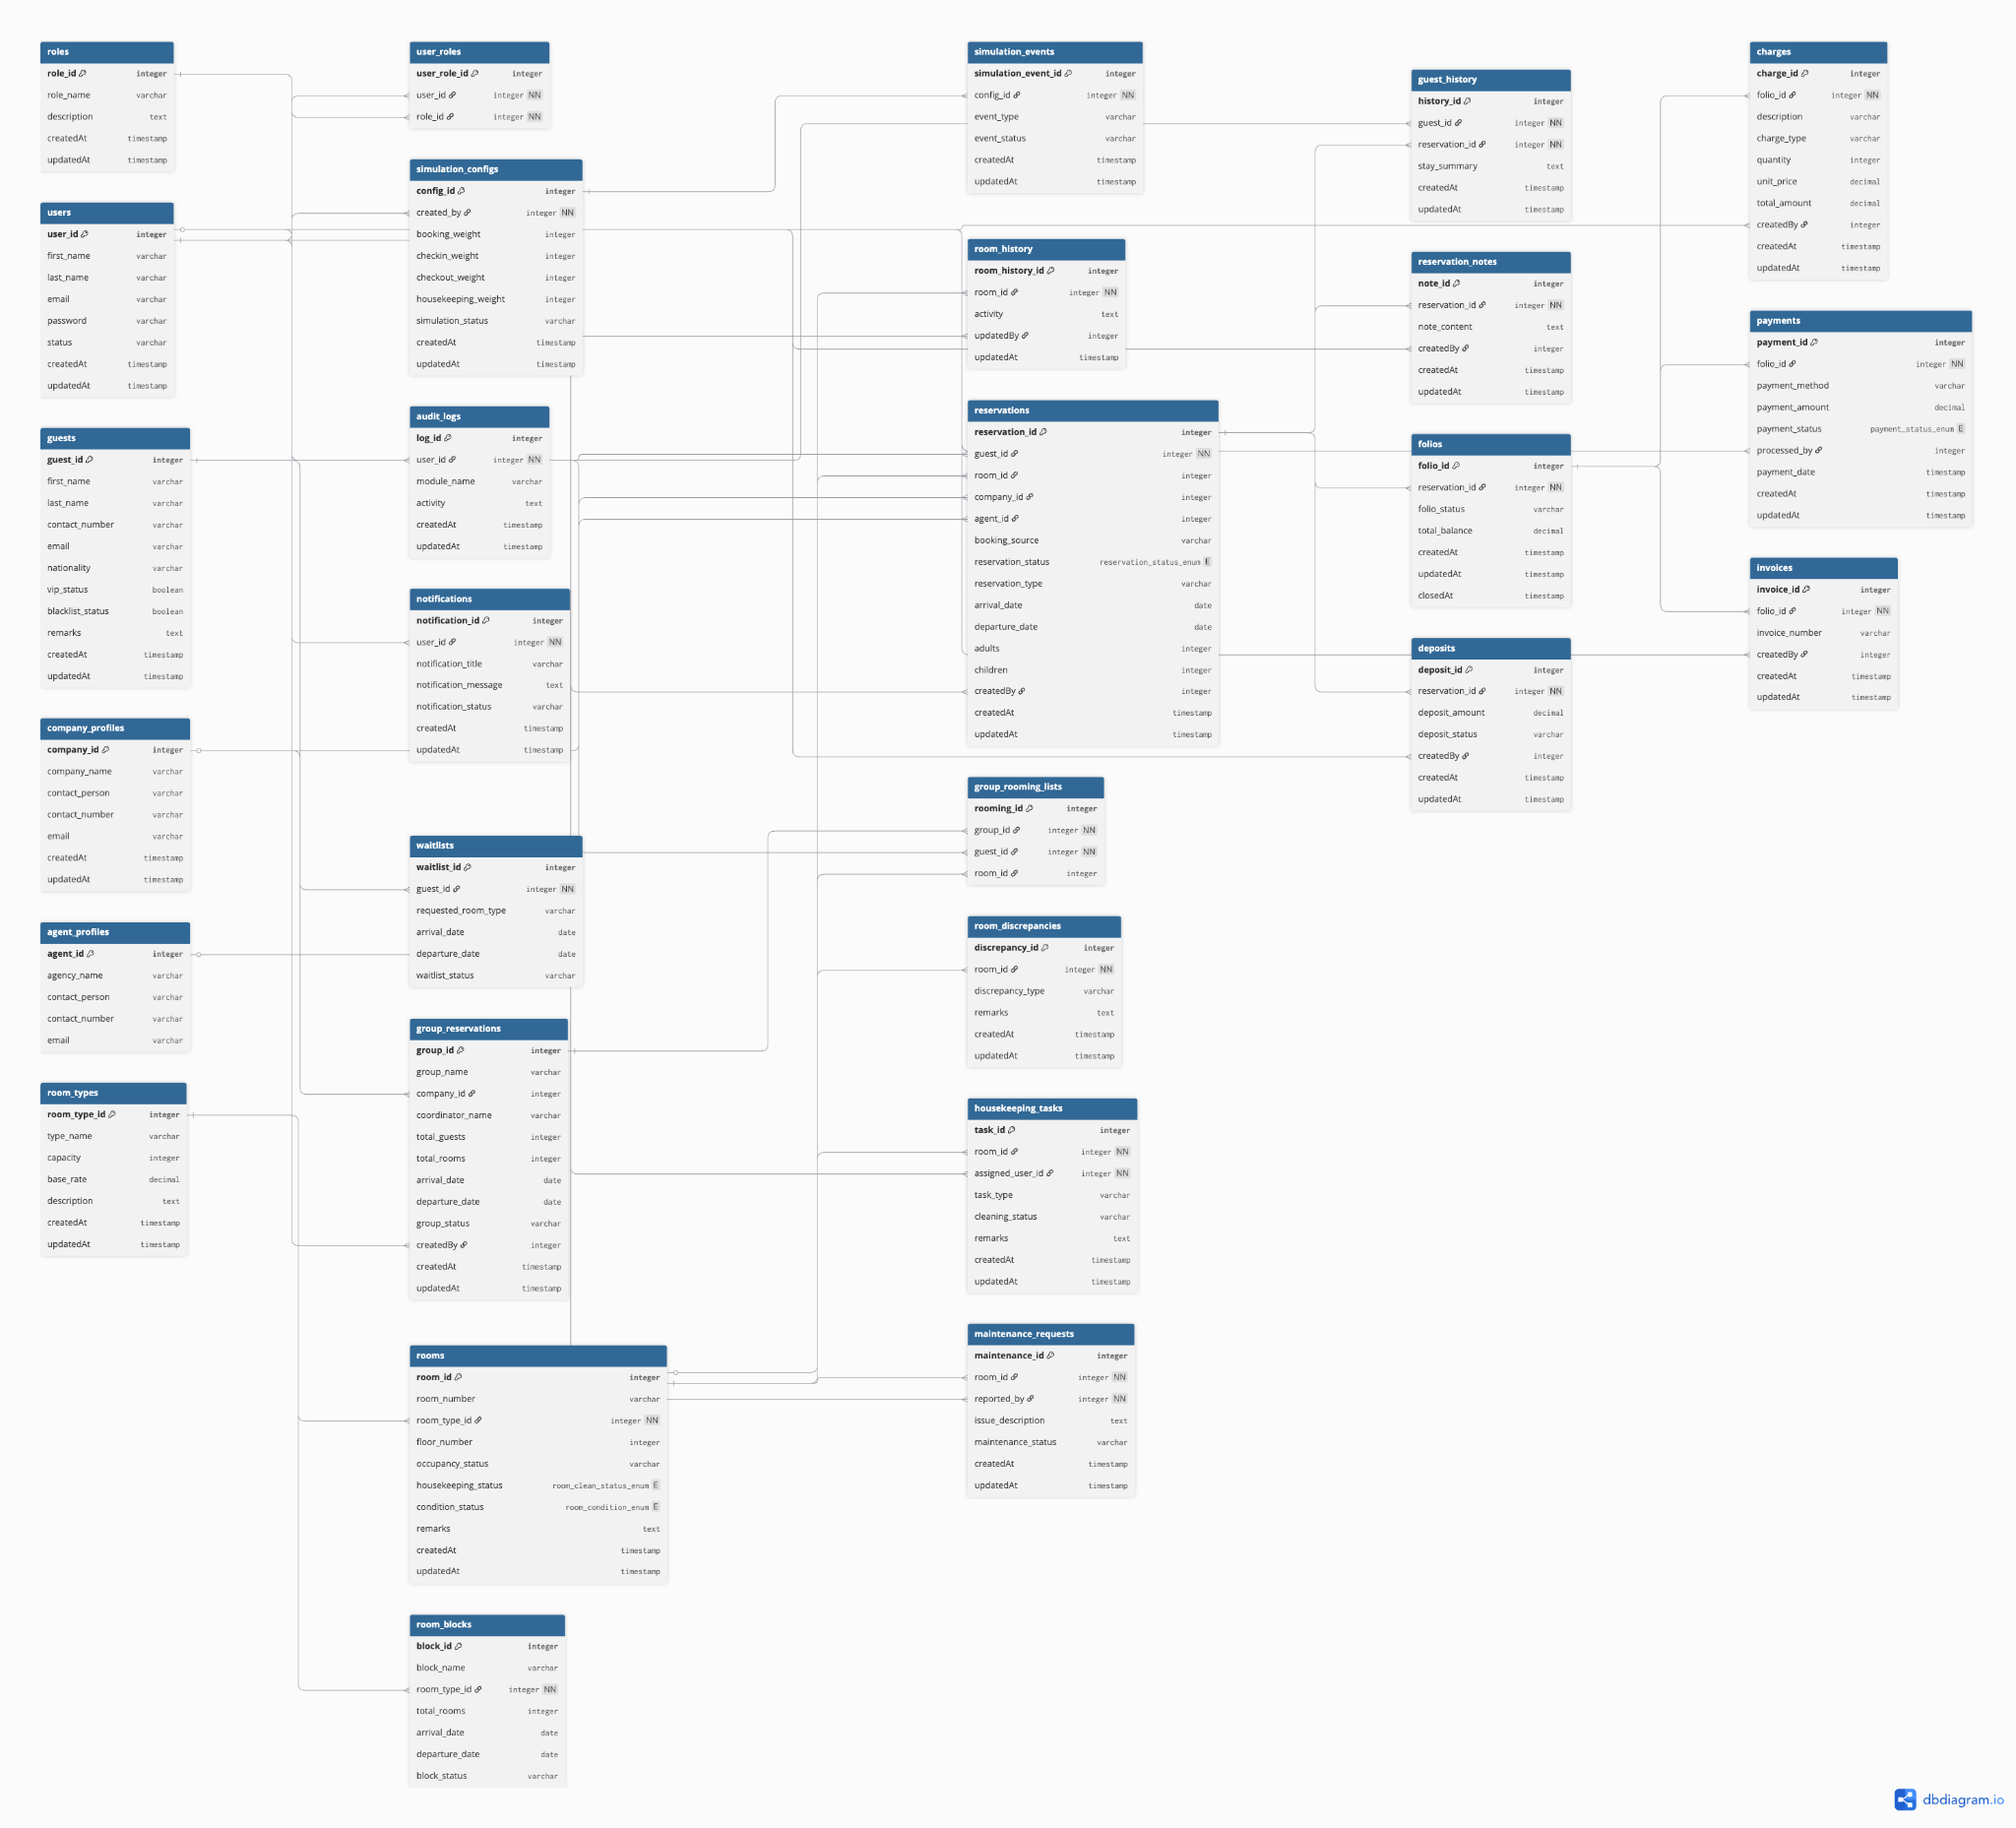 roles
role_id integer
role_name varchar
description text
createdAt timestamp
updatedAt timestamp
users
user_id integer
first_name varchar
last_name varchar
email varchar
password varchar
status varchar
createdAt timestamp
updatedAt timestamp
guests
guest_id integer
first_name varchar
last_name varchar
contact_number varchar
email varchar
nationality varchar
vip_status boolean
blacklist_status boolean
remarks text
createdAt timestamp
updatedAt timestamp
company_profiles
company_id integer
company_name varchar
contact_person varchar
contact_number varchar
email varchar
createdAt timestamp
updatedAt timestamp
agent_profiles
agent_id integer
agency_name varchar
contact_person varchar
contact_number varchar
email varchar
room_types
room_type_id integer
type_name varchar
capacity integer
base_rate decimal
description text
createdAt timestamp
updatedAt timestamp
user_roles
user_role_id integer
user_id integer NN
role_id integer NN
simulation_configs
config_id integer
created_by integer NN
booking_weight integer
checkin_weight integer
checkout_weight integer
housekeeping_weight integer
simulation_status varchar
createdAt timestamp
updatedAt timestamp
audit_logs
log_id integer
user_id integer NN
module_name varchar
activity text
createdAt timestamp
updatedAt timestamp
notifications
notification_id integer
user_id integer NN
notification_title varchar
notification_message text
notification_status varchar
createdAt timestamp
updatedAt timestamp
waitlists
waitlist_id integer
guest_id integer NN
requested_room_type varchar
arrival_date date
departure_date date
waitlist_status varchar
group_reservations
group_id integer
group_name varchar
company_id integer
coordinator_name varchar
total_guests integer
total_rooms integer
arrival_date date
departure_date date
group_status varchar
createdBy integer
createdAt timestamp
updatedAt timestamp
rooms
room_id integer
room_number varchar
room_type_id integer NN
floor_number integer
occupancy_status varchar
housekeeping_status room_clean_status_enum E
condition_status room_condition_enum E
remarks text
createdAt timestamp
updatedAt timestamp
room_blocks
block_id integer
block_name varchar
room_type_id integer NN
total_rooms integer
arrival_date date
departure_date date
block_status varchar
simulation_events
simulation_event_id integer
config_id integer NN
event_type varchar
event_status varchar
createdAt timestamp
updatedAt timestamp
room_history
room_history_id integer
room_id integer NN
activity text
updatedBy integer
updatedAt timestamp
reservations
reservation_id integer
guest_id integer NN
room_id integer
company_id integer
agent_id integer
booking_source varchar
reservation_status reservation_status_enum E
reservation_type varchar
arrival_date date
departure_date date
adults integer
children integer
createdBy integer
createdAt timestamp
updatedAt timestamp
group_rooming_lists
rooming_id integer
group_id integer NN
guest_id integer NN
room_id integer
room_discrepancies
discrepancy_id integer
room_id integer NN
discrepancy_type varchar
remarks text
createdAt timestamp
updatedAt timestamp
housekeeping_tasks
task_id integer
room_id integer NN
assigned_user_id integer NN
task_type varchar
cleaning_status varchar
remarks text
createdAt timestamp
updatedAt timestamp
maintenance_requests
maintenance_id integer
room_id integer NN
reported_by integer NN
issue_description text
maintenance_status varchar
createdAt timestamp
updatedAt timestamp
guest_history
history_id integer
guest_id integer NN
reservation_id integer NN
stay_summary text
createdAt timestamp
updatedAt timestamp
reservation_notes
note_id integer
reservation_id integer NN
note_content text
createdBy integer
createdAt timestamp
updatedAt timestamp
folios
folio_id integer
reservation_id integer NN
folio_status varchar
total_balance decimal
createdAt timestamp
updatedAt timestamp
closedAt timestamp
deposits
deposit_id integer
reservation_id integer NN
deposit_amount decimal
deposit_status varchar
createdBy integer
createdAt timestamp
updatedAt timestamp
charges
charge_id integer
folio_id integer NN
description varchar
charge_type varchar
quantity integer
unit_price decimal
total_amount decimal
createdBy integer
createdAt timestamp
updatedAt timestamp
payments
payment_id integer
folio_id integer NN
payment_method varchar
payment_amount decimal
payment_status payment_status_enum E
processed_by integer
payment_date timestamp
createdAt timestamp
updatedAt timestamp
invoices
invoice_id integer
folio_id integer NN
invoice_number varchar
createdBy integer
createdAt timestamp
updatedAt timestamp
dbdiagram.io